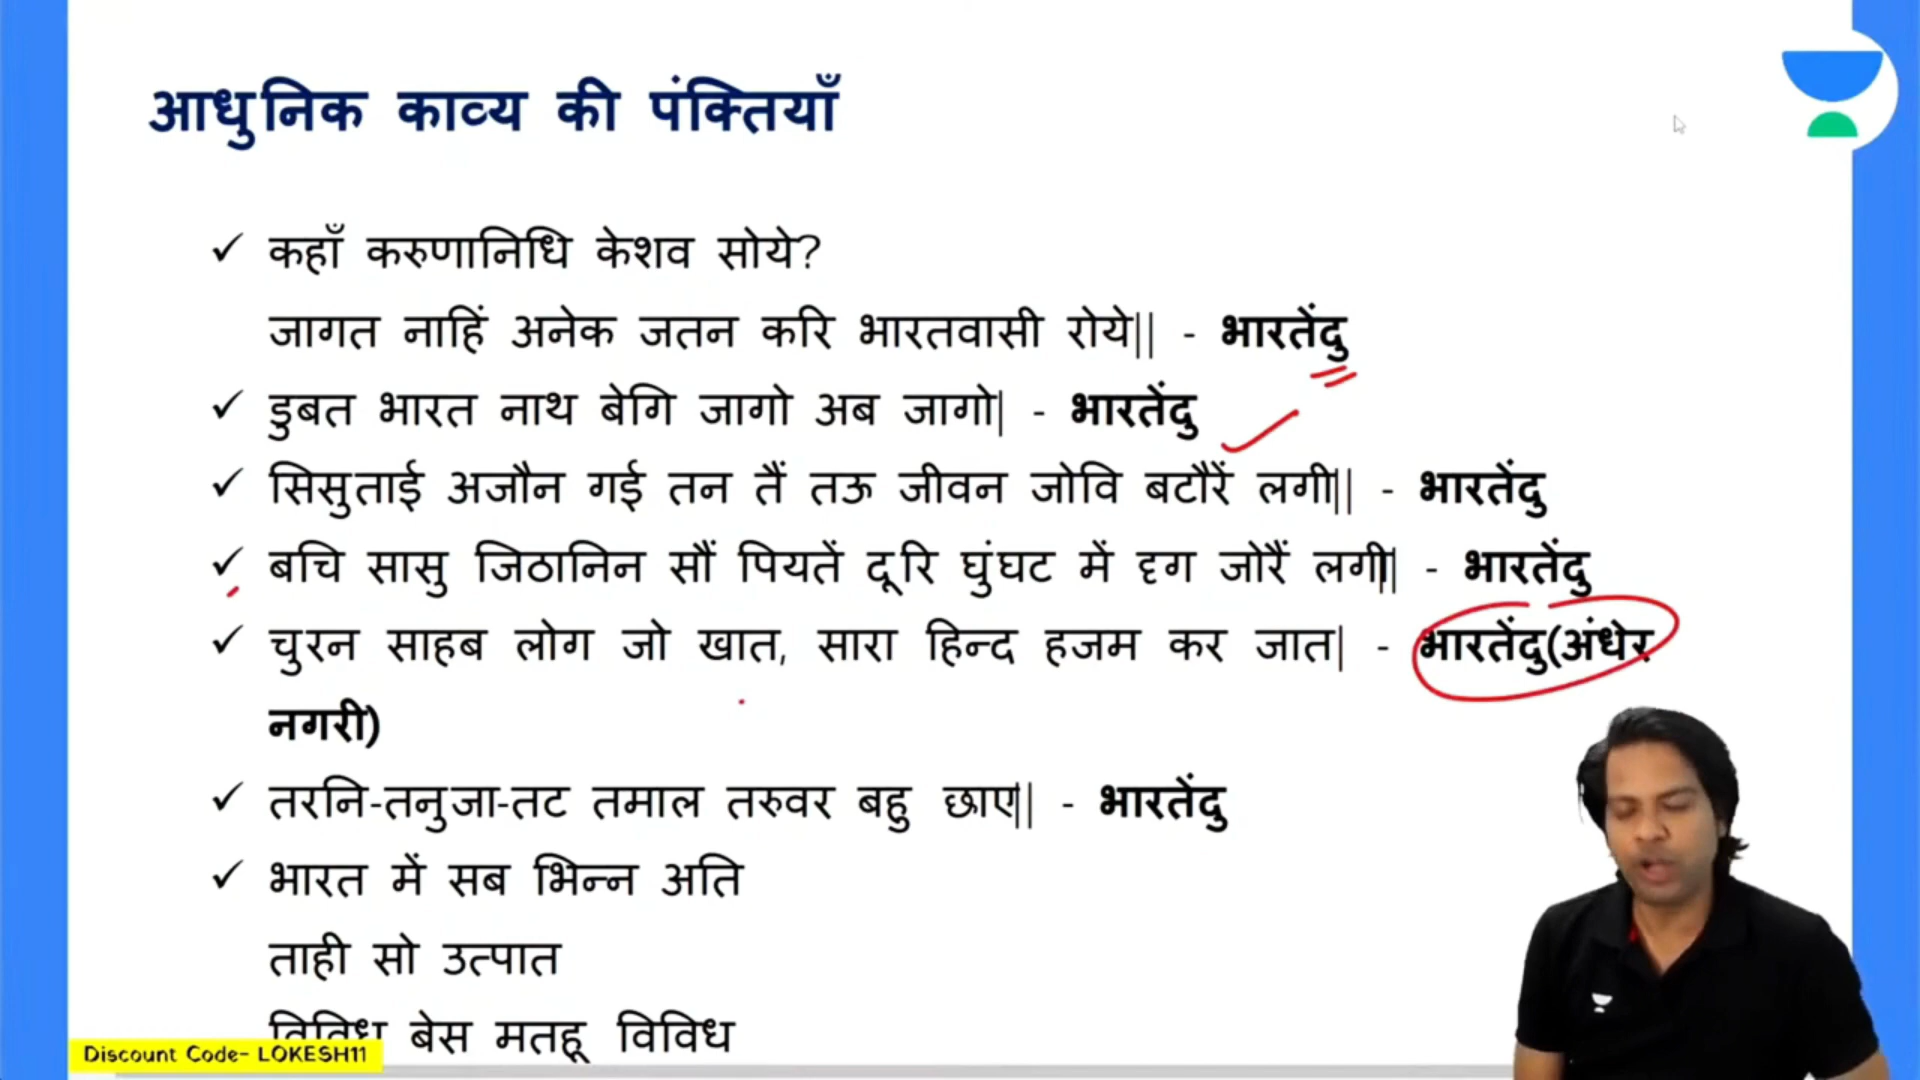 आधुनिक काव्य की पंक्तियाँ
✓ कहाँ करुणानिधि केशव सोये?
जागत नाहिं अनेक जतन करि भारतवासी रोये|| - भारतेंदु
✓ डुबत भारत नाथ बेगि जागो अब जागो| - भारतेंदु
✓ सिसुताई अजौन गई तन तैं तऊ जीवन जोवि बटौरैं लगी|| - भारतेंदु
✓ बचि सासु जिठानिन सौं पियतें दूरि घुंघट में दृग जोरैं लगी|| - भारतेंदु
✓ चुरन साहब लोग जो खात, सारा हिन्द हजम कर जात| - भारतेंदु(अंधेर
नगरी)
✓ तरनि-तनुजा-तट तमाल तरुवर बहु छाए|| - भारतेंदु
✓ भारत में सब भिन्न अति
ताही सो उत्पात
विविध बेस मतहू विविध
Discount Code- LOKESH11